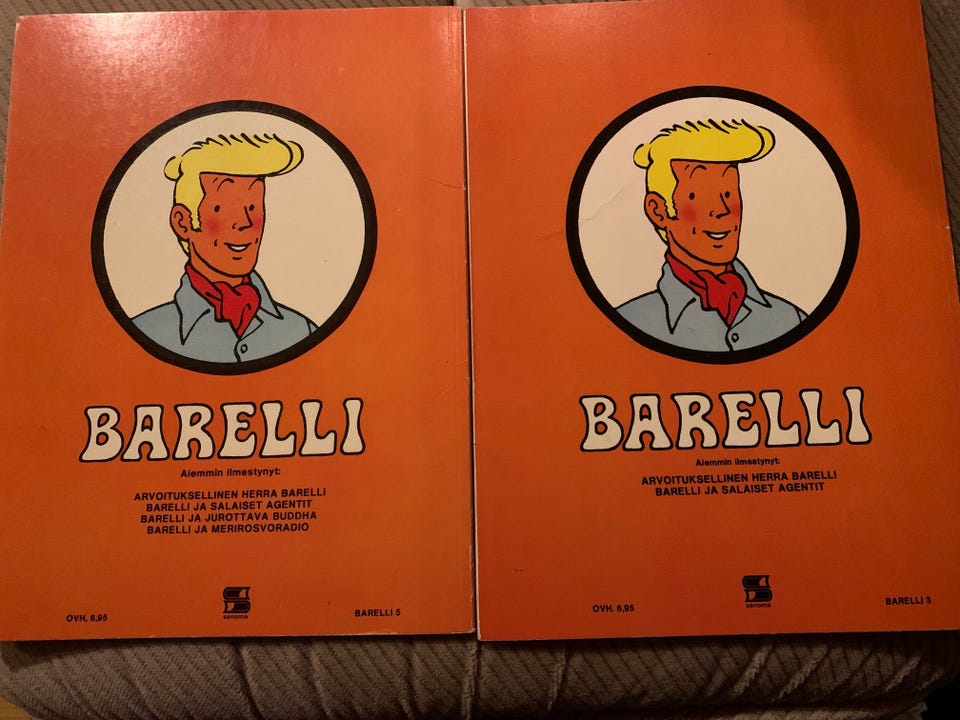 BARELLI
Aiemmin ilmestynyt:
ARVOITUKSELLINEN HERRA BARELLI
BARELLI JA SALAISET AGENTIT
BARELLI JA JUROTTAVA BUDDHA
BARELLI JA MERIROSVORADIO
sanoma
OVH. 6,95
BARELLI 5
BARELLI
Aiemmin ilmestynyt:
ARVOITUKSELLINEN HERRA BARELLI
BARELLI JA SALAISET AGENTIT
sanoma
OVH. 6,95
BARELLI 3